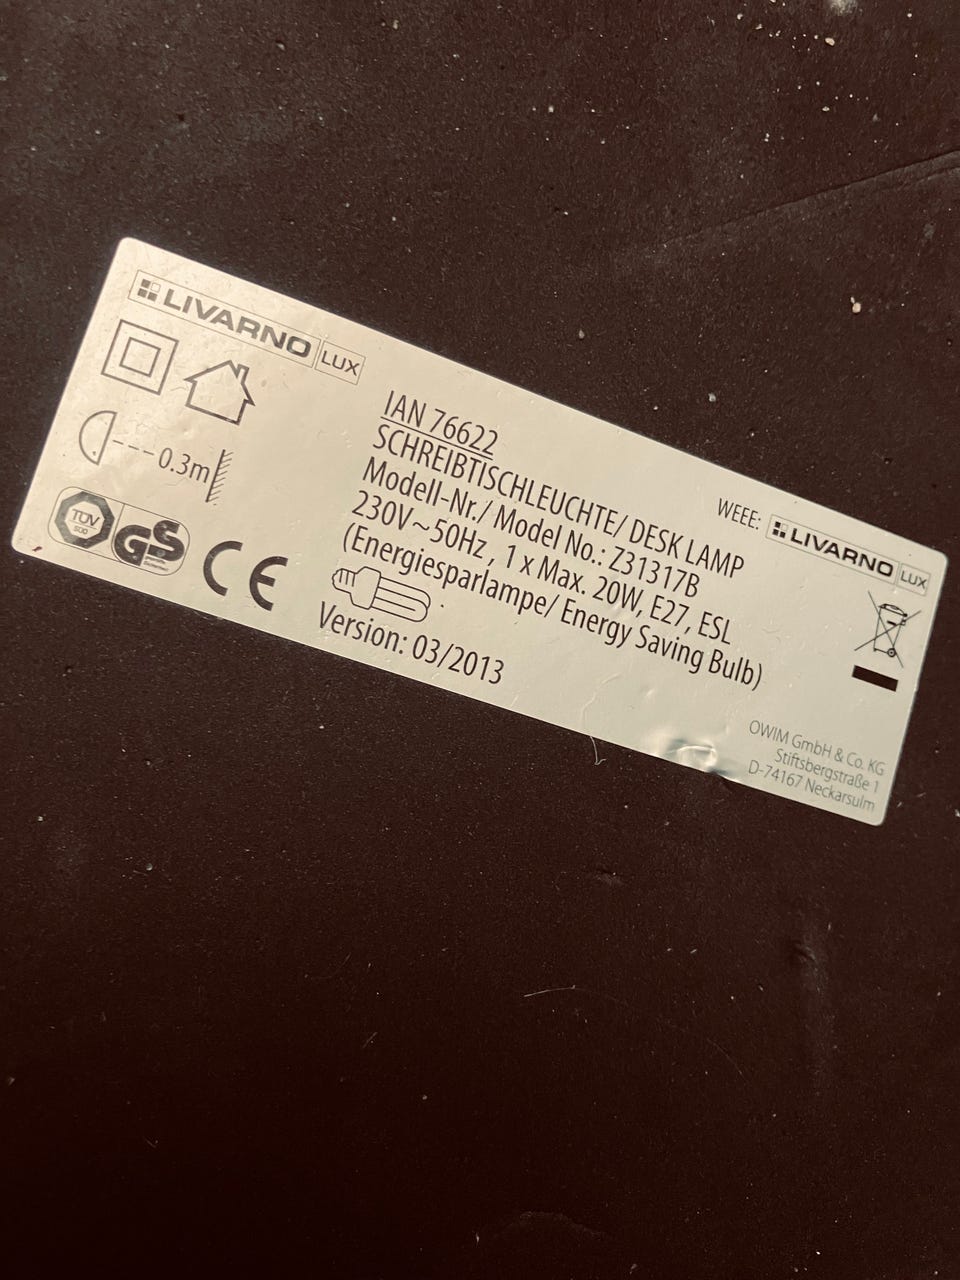 LIVARNO LUX
0.3m
TÜV
SÜD
GS
CE
IAN 76622
SCHREIBTISCHLEUCHTE/ DESK LAMP
Modell-Nr./ Model No.: Z31317B
230V~50Hz, 1 x Max. 20W, E27, ESL
(Energiesparlampe/ Energy Saving Bulb)
Version: 03/2013
WEEE: LIVARNO LUX
OWIM GmbH & Co. KG
Stiftsbergstraße 1
D-74167 Neckarsulm